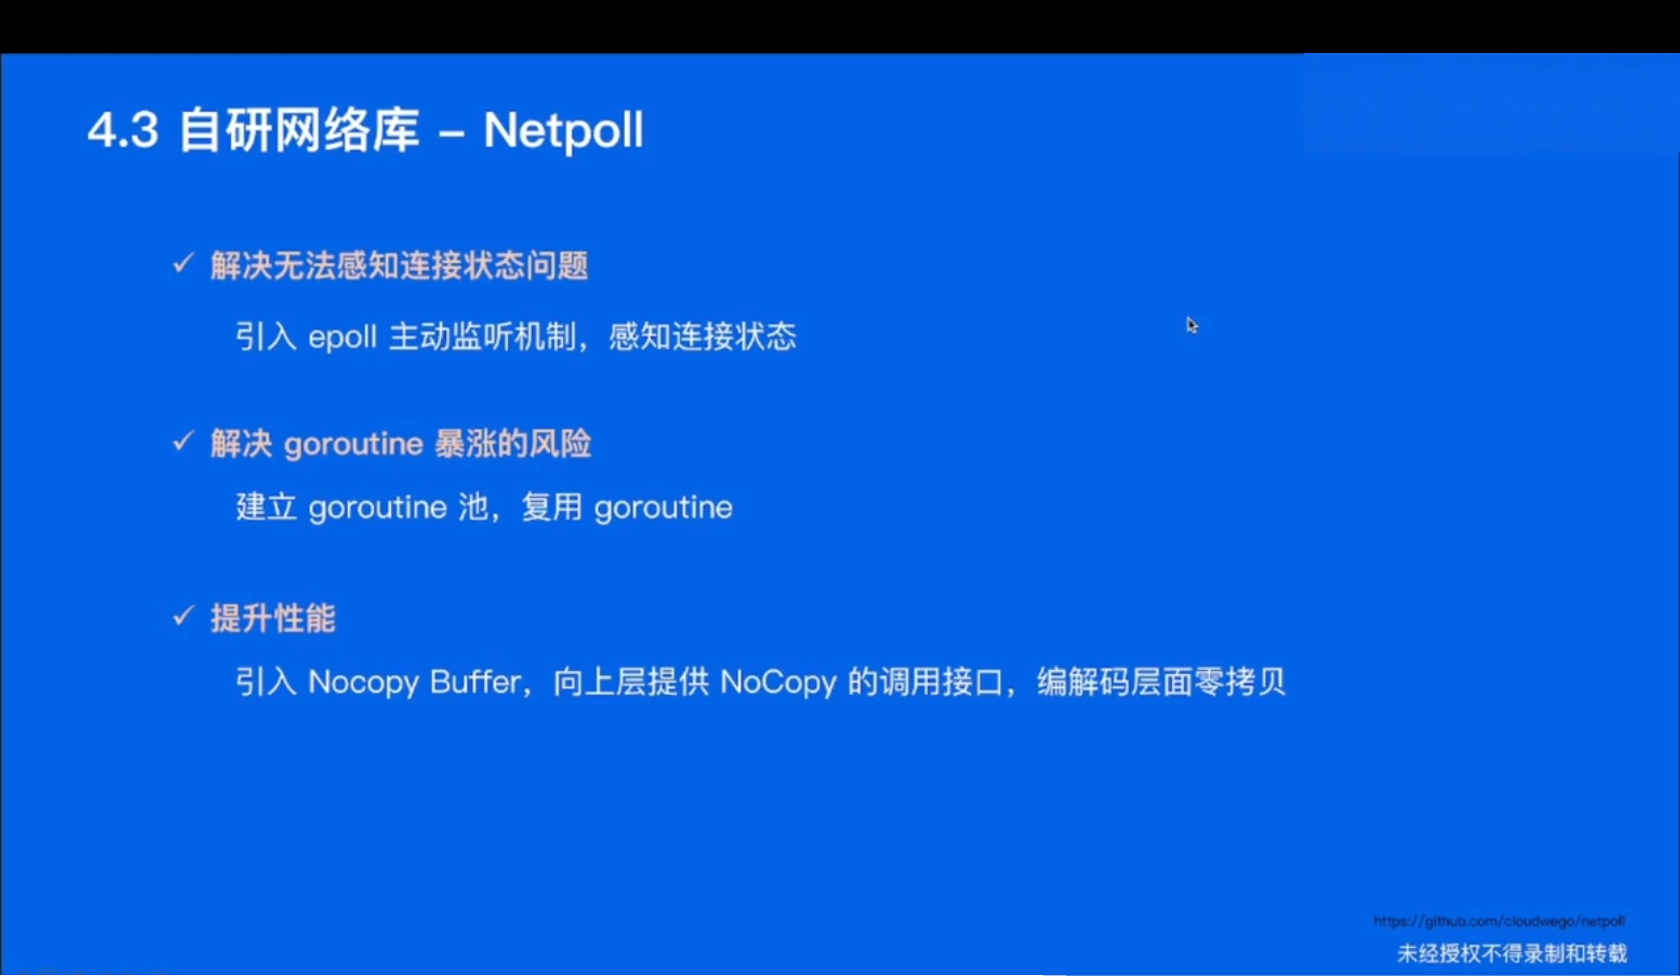 4.3 自研网络库 – Netpoll
✓ 解决无法感知连接状态问题
引入 epoll 主动监听机制，感知连接状态
✓ 解决 goroutine 暴涨的风险
建立 goroutine 池，复用 goroutine
✓ 提升性能
引入 Nocopy Buffer，向上层提供 NoCopy 的调用接口，编解码层面零拷贝
https://github.com/cloudwego/netpoll
未经授权不得录制和转载